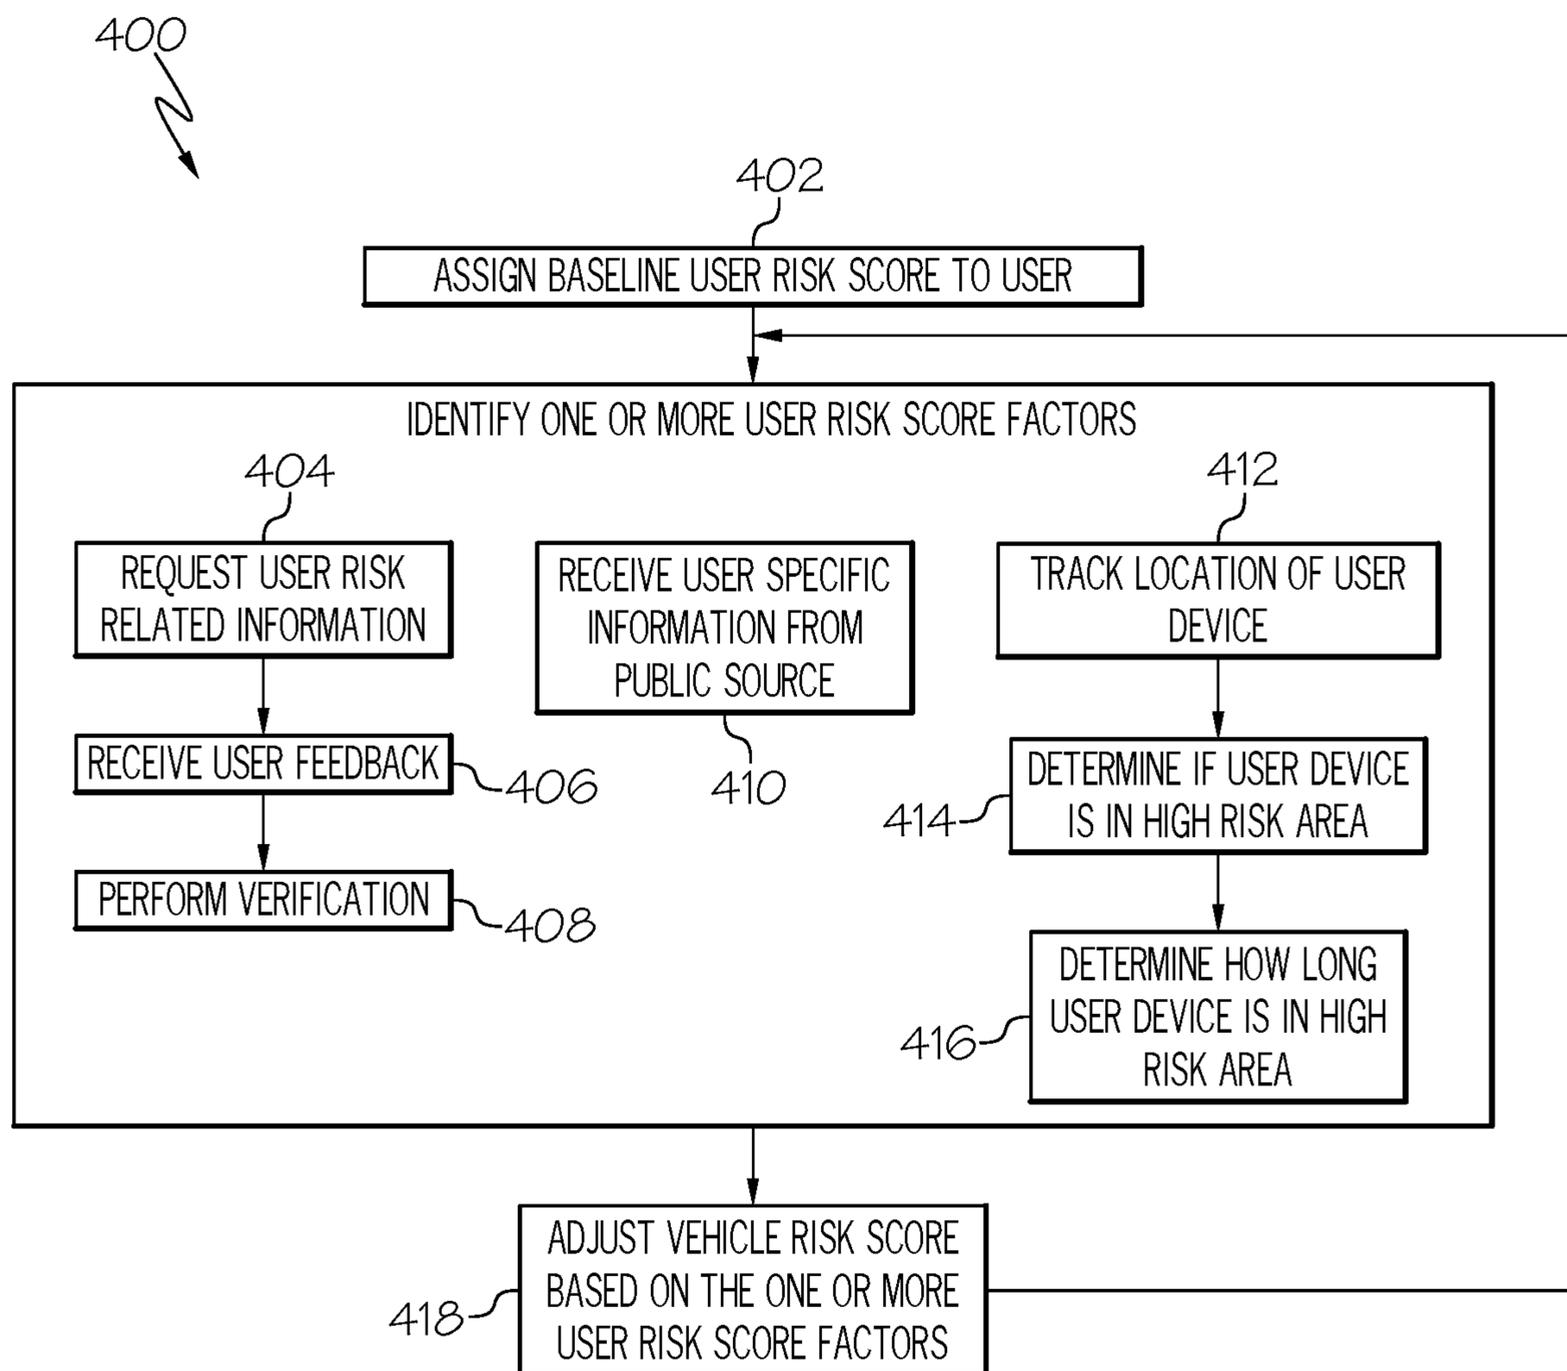 400
402
ASSIGN BASELINE USER RISK SCORE TO USER
IDENTIFY ONE OR MORE USER RISK SCORE FACTORS
404
REQUEST USER RISK
RELATED INFORMATION
RECEIVE USER FEEDBACK
406
PERFORM VERIFICATION
408
RECEIVE USER SPECIFIC
INFORMATION FROM
PUBLIC SOURCE
410
412
TRACK LOCATION OF USER
DEVICE
DETERMINE IF USER DEVICE
IS IN HIGH RISK AREA
414
DETERMINE HOW LONG
USER DEVICE IS IN HIGH
RISK AREA
416
ADJUST VEHICLE RISK SCORE
BASED ON THE ONE OR MORE
USER RISK SCORE FACTORS
418